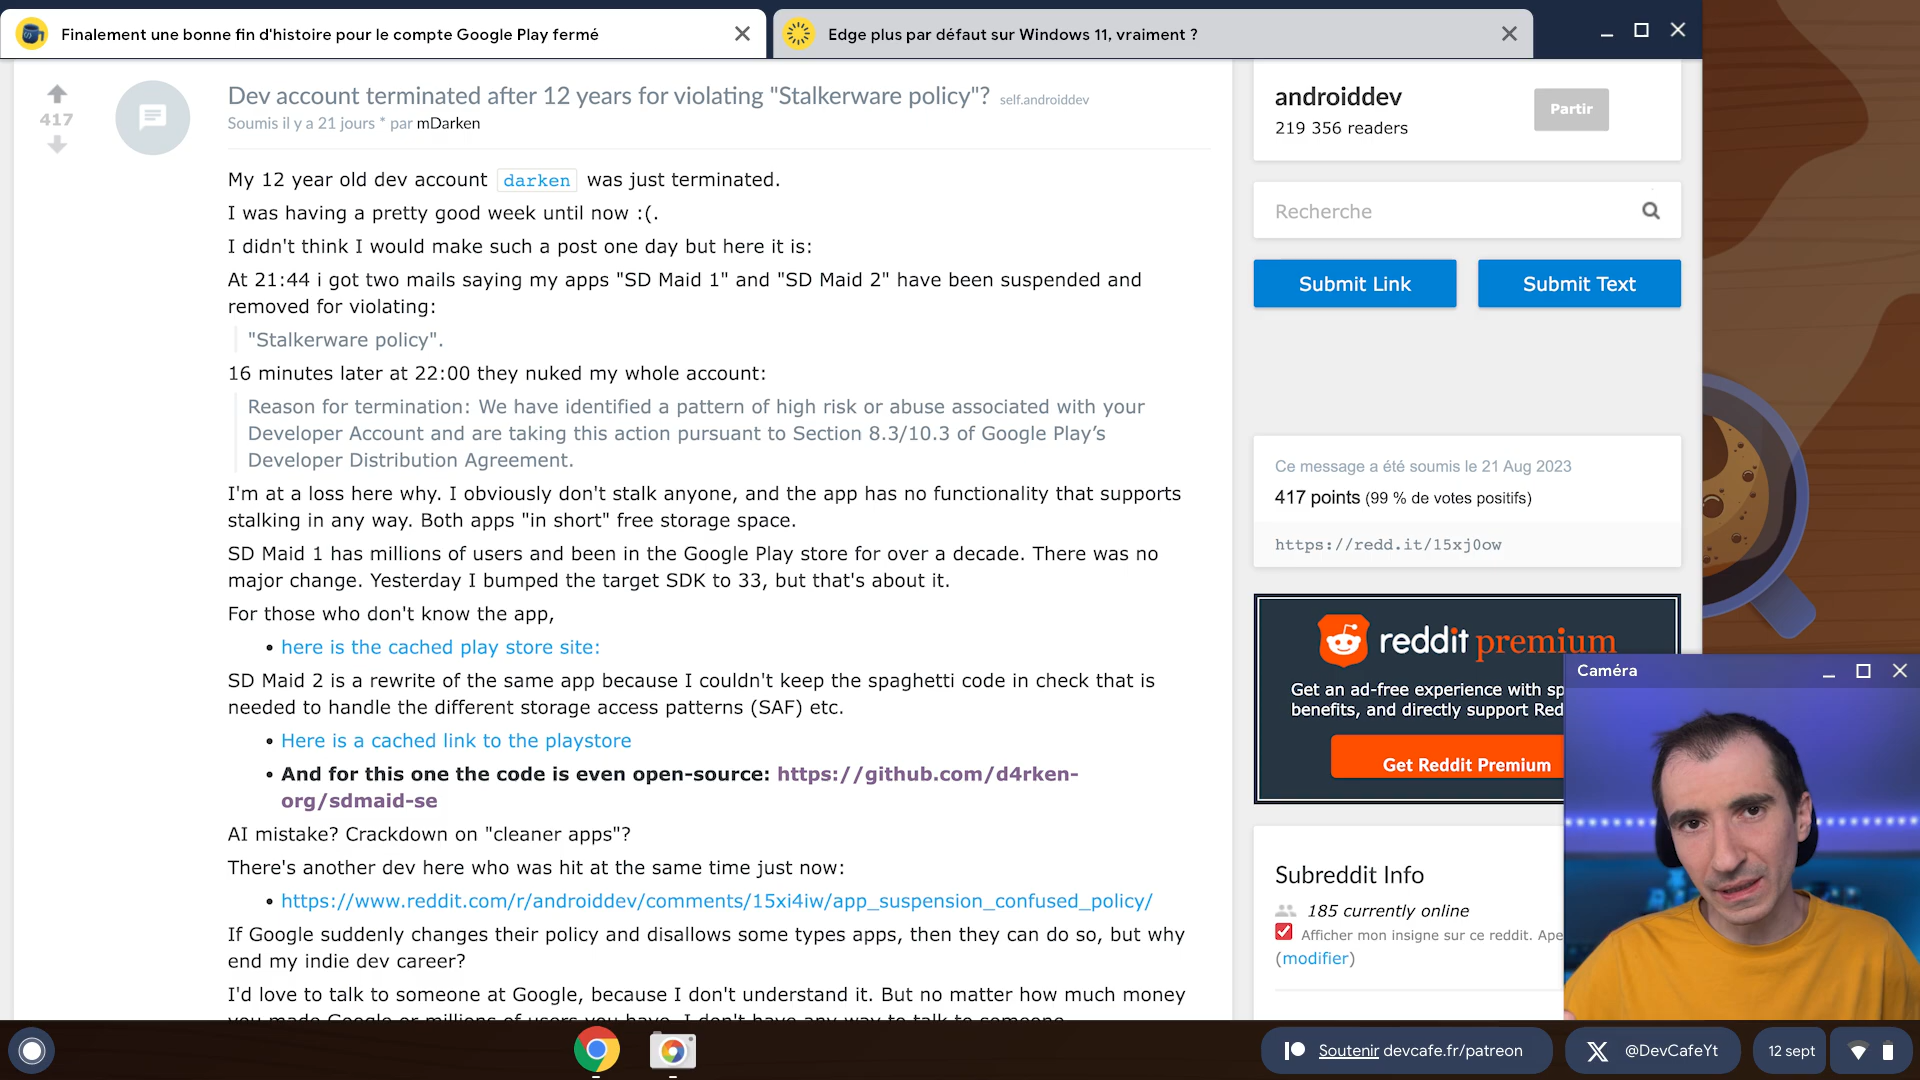 Finalement une bonne fin d'histoire pour le compte Google Play fermé
Edge plus par défaut sur Windows 11, vraiment ?
417
Dev account terminated after 12 years for violating "Stalkerware policy"? self.androiddev
Soumis il y a 21 jours * par mDarken
My 12 year old dev account darken was just terminated.
I was having a pretty good week until now :(.
I didn't think I would make such a post one day but here it is:
At 21:44 i got two mails saying my apps "SD Maid 1" and "SD Maid 2" have been suspended and
removed for violating:
"Stalkerware policy".
16 minutes later at 22:00 they nuked my whole account:
Reason for termination: We have identified a pattern of high risk or abuse associated with your
Developer Account and are taking this action pursuant to Section 8.3/10.3 of Google Play's
Developer Distribution Agreement.
I'm at a loss here why. I obviously don't stalk anyone, and the app has no functionality that supports
stalking in any way. Both apps "in short" free storage space.
SD Maid 1 has millions of users and been in the Google Play store for over a decade. There was no
major change. Yesterday I bumped the target SDK to 33, but that's about it.
For those who don't know the app,
• here is the cached play store site:
SD Maid 2 is a rewrite of the same app because I couldn't keep the spaghetti code in check that is
needed to handle the different storage access patterns (SAF) etc.
• Here is a cached link to the playstore
• And for this one the code is even open-source: https://github.com/d4rken-
org/sdmaid-se
AI mistake? Crackdown on "cleaner apps"?
There's another dev here who was hit at the same time just now:
• https://www.reddit.com/r/androiddev/comments/15xi4iw/app_suspension_confused_policy/
If Google suddenly changes their policy and disallows some types apps, then they can do so, but why
end my indie dev career?
I'd love to talk to someone at Google, because I don't understand it. But no matter how much money
you made Google or millions of users you have, I don't have any way to talk to someone
androiddev
219 356 readers
Partir
Recherche
Submit Link
Submit Text
Ce message a été soumis le 21 Aug 2023
417 points (99 % de votes positifs)
https://redd.it/15xj0ow
reddit premium
Get an ad-free experience with sp
benefits, and directly support Red
Get Reddit Premium
Subreddit Info
185 currently online
Afficher mon insigne sur ce reddit. Ape
(modifier)
Caméra
Soutenir devcafe.fr/patreon
@DevCafeYt
12 sept